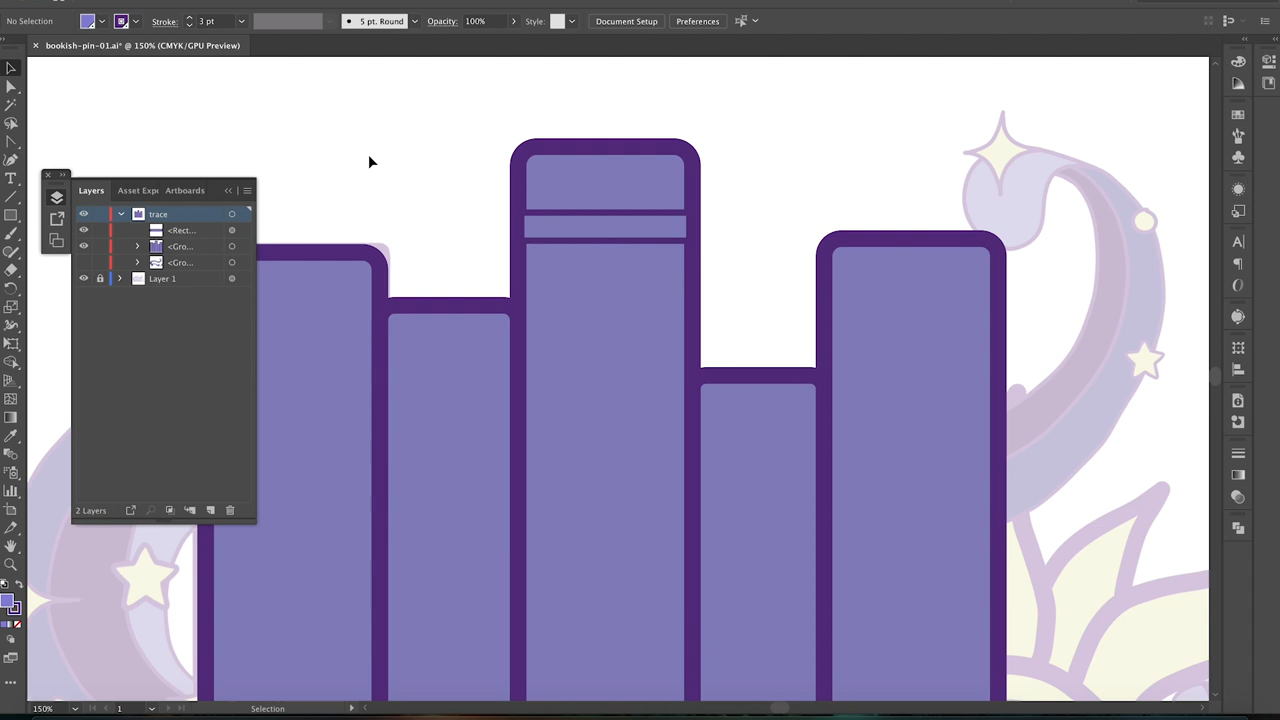 No Selection Stroke: 3 pt 5 pt. Round Opacity: 100% Style: Document Setup Preferences
bookish-pin-01.ai* @ 150% (CMYK/GPU Preview)
Layers Asset Expo Artboards
trace
<Rect...
<Gro...
<Gro...
Layer 1
2 Layers
150% 1 Selection